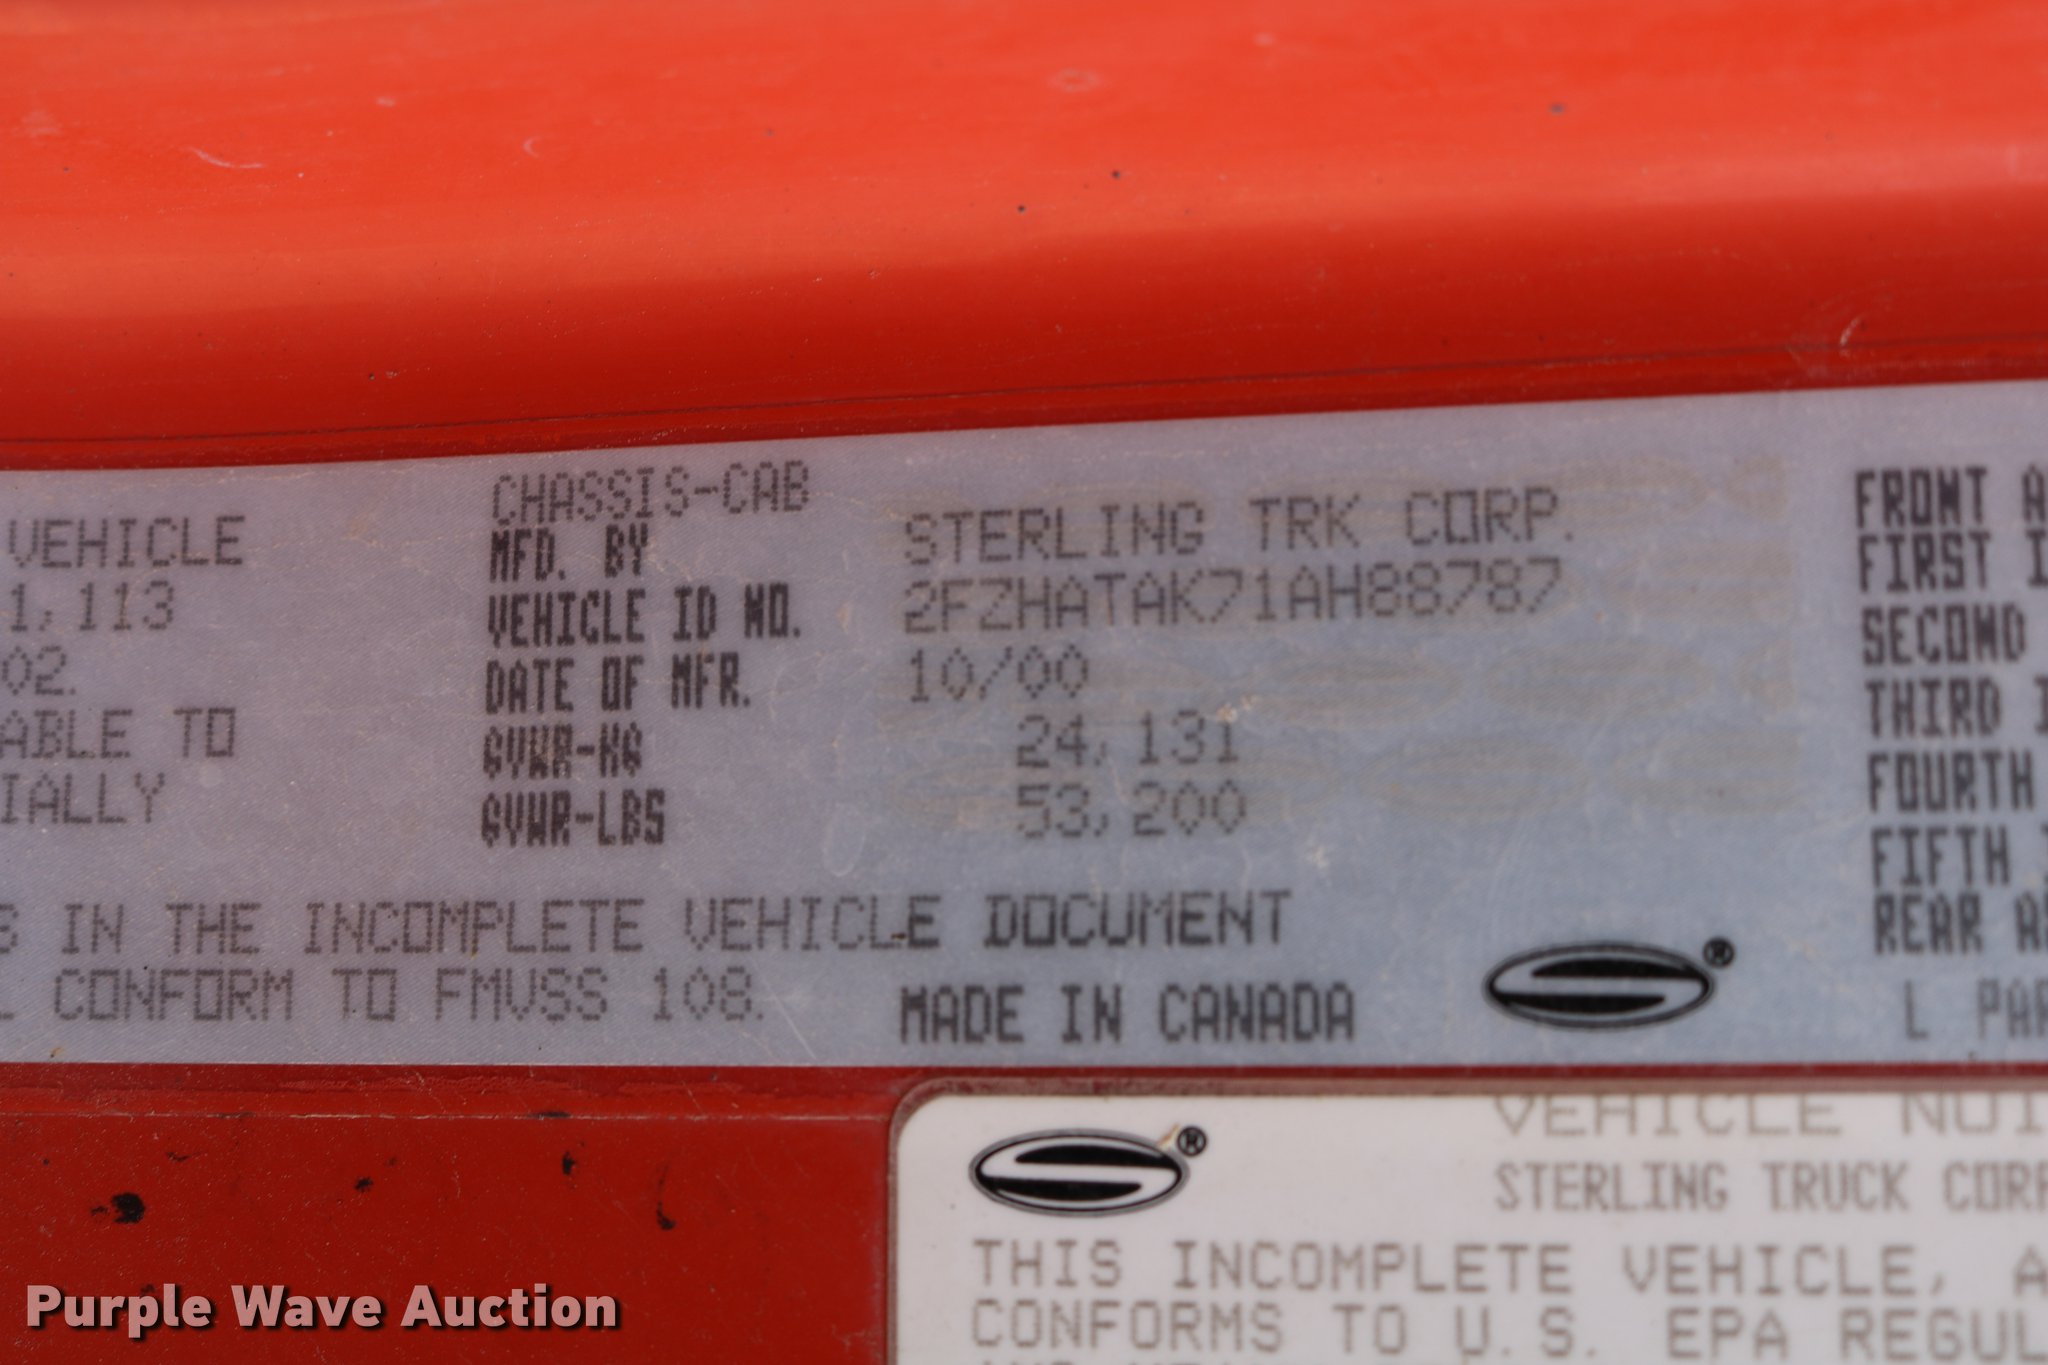 CHASSIS-CAB
VEHICLE
1,113
02.
ABLE TO
IALLY
MFD. BY STERLING TRK CORP.
VEHICLE ID NO. 2FZHATAK71AH88787
DATE OF MFR. 10/00
GVWR-KG 24,131
GVWR-LBS 53,200
S IN THE INCOMPLETE VEHICLE DOCUMENT
CONFORM TO FMVSS 108.
MADE IN CANADA
®
FRONT A
FIRST I
SECOND
THIRD I
FOURTH
FIFTH I
REAR A
L PAR
®
VEHICLE NOI
STERLING TRUCK CORP
THIS INCOMPLETE VEHICLE, A
CONFORMS TO U.S. EPA REGUL
Purple Wave Auction